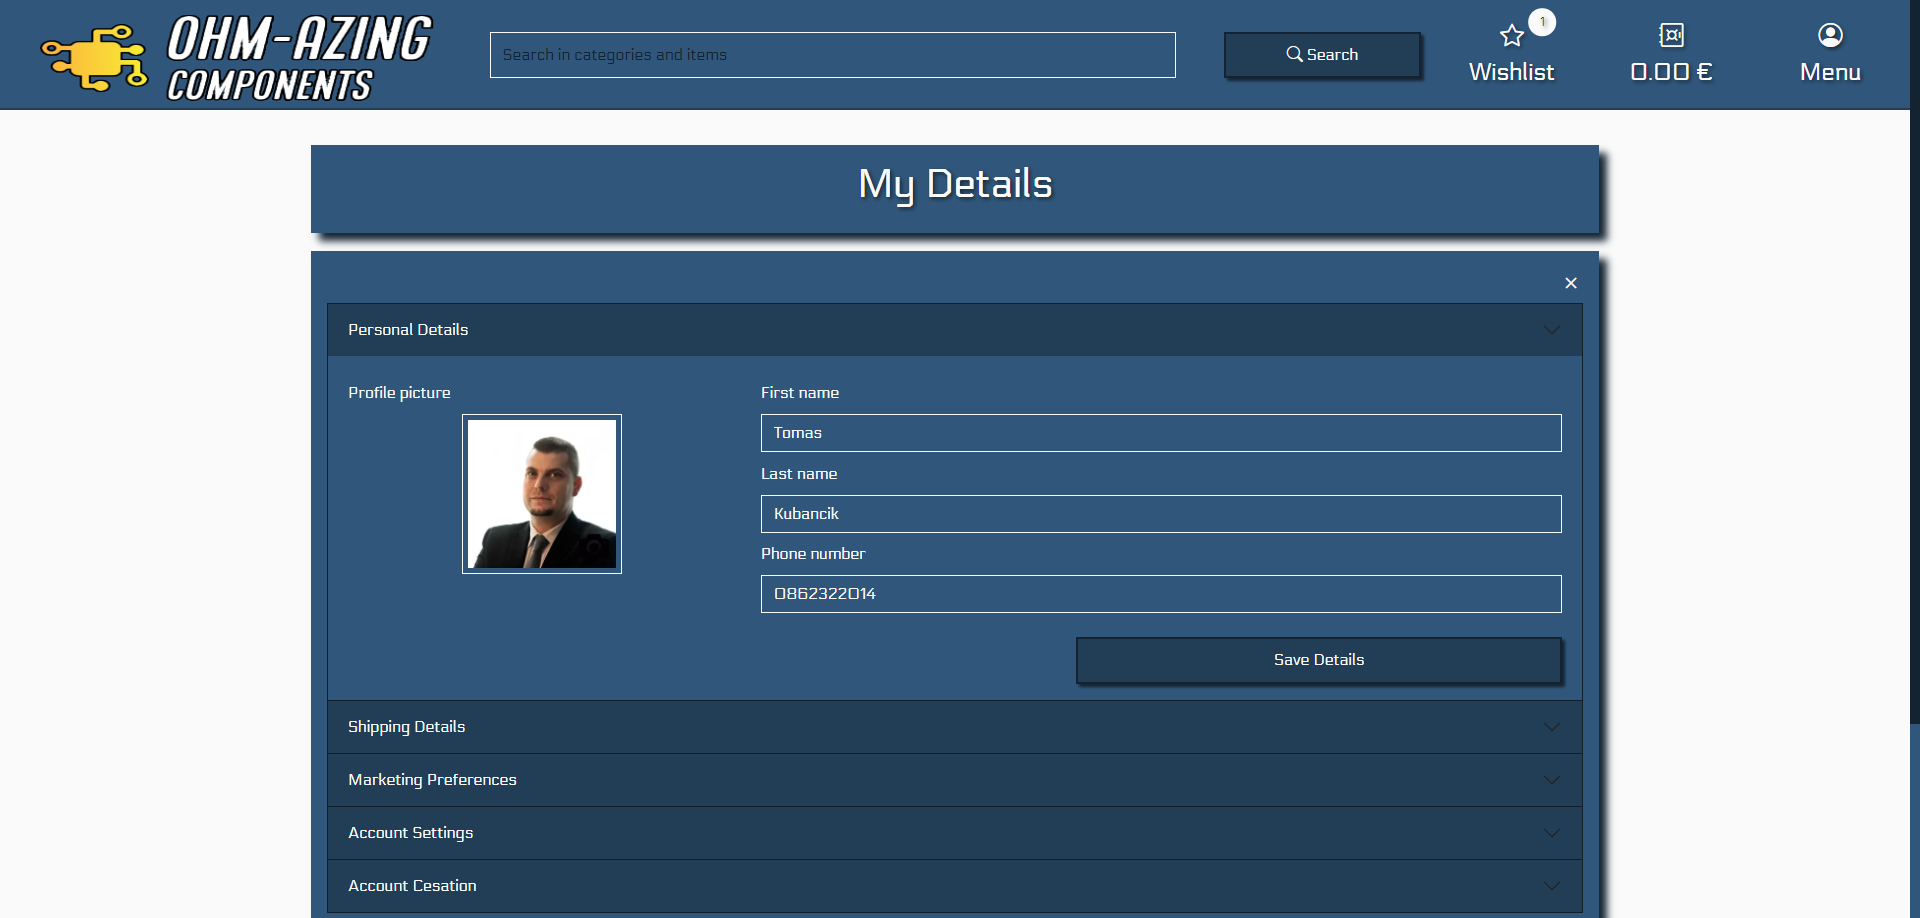 OHM-AZING
COMPONENTS
Search in categories and items
Search
1
Wishlist
0.00 €
Menu
My Details
×
Personal Details
Profile picture
First name
Tomas
Last name
Kubancik
Phone number
0862322014
Save Details
Shipping Details
Marketing Preferences
Account Settings
Account Cesation